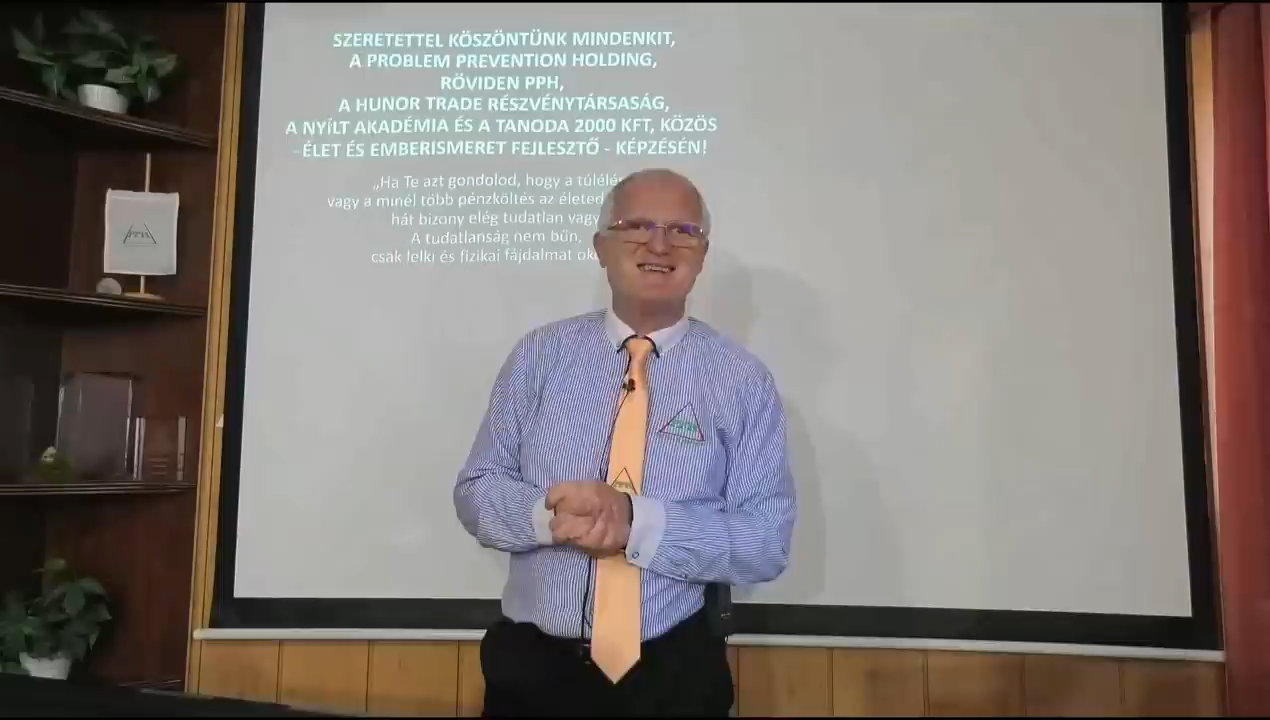 SZERETETTEL KÖSZÖNTÜNK MINDENKIT,
A PROBLEM PREVENTION HOLDING,
RÖVIDEN PPH,
A HUNOR TRADE RÉSZVÉNYTÁRSASÁG,
A NYÍLT AKADÉMIA ÉS A TANODA 2000 KFT, KÖZÖS
- ÉLET ÉS EMBERISMERET FEJLESZTŐ - KÉPZÉSÉN!
„Ha Te azt gondolod, hogy a túlélé
vagy a minél több pénzköltés az életed
hát bizony elég tudatlan vagy
A tudatlanság nem bűn,
csak lelki és fizikai fájdalmat oko